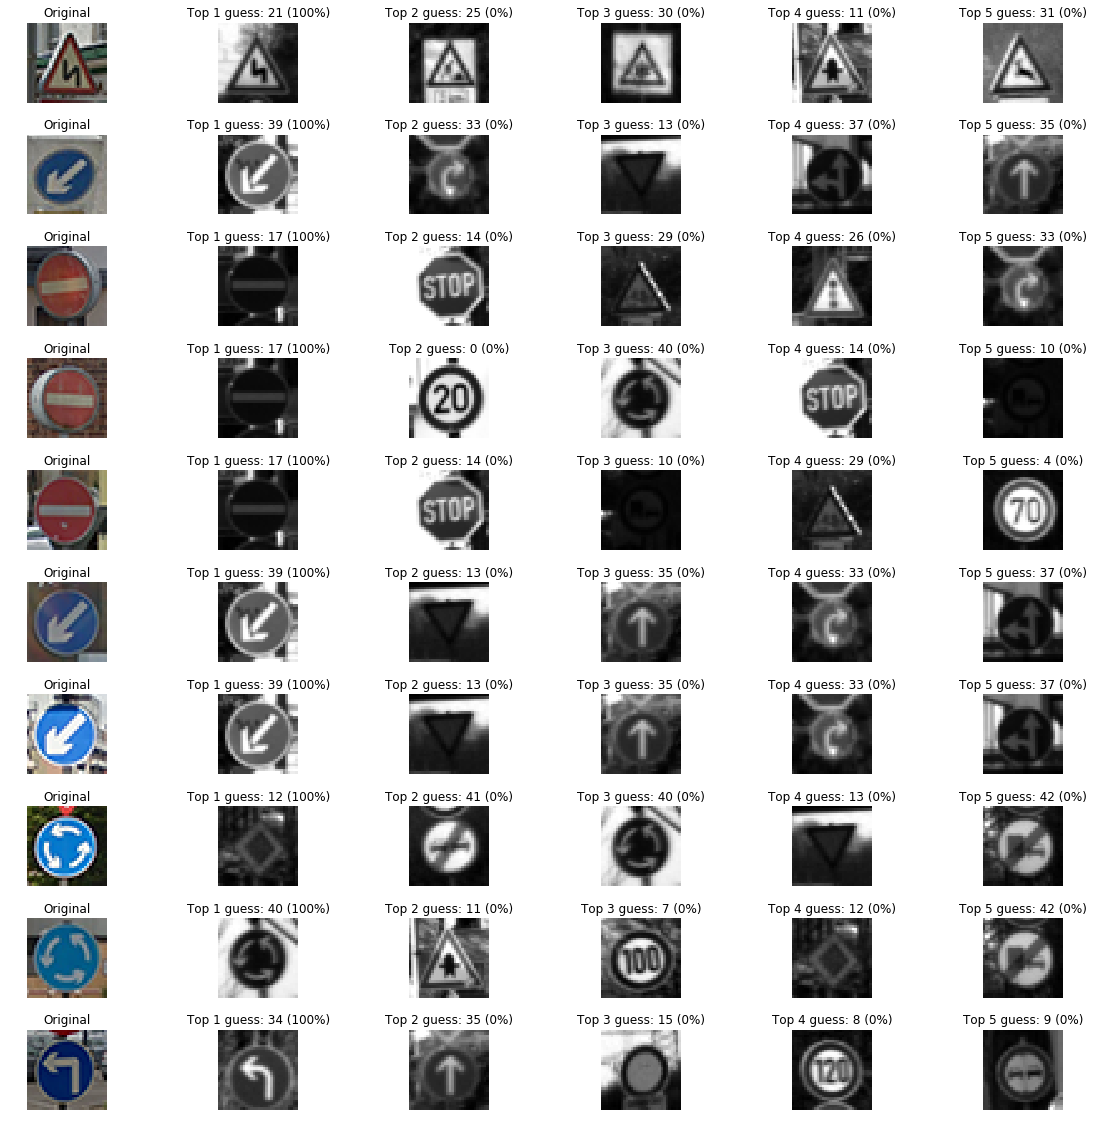 Original Top 1 guess: 21 (100%) Top 2 guess: 25 (0%) Top 3 guess: 30 (0%) Top 4 guess: 11 (0%) Top 5 guess: 31 (0%)
Original Top 1 guess: 39 (100%) Top 2 guess: 33 (0%) Top 3 guess: 13 (0%) Top 4 guess: 37 (0%) Top 5 guess: 35 (0%)
Original Top 1 guess: 17 (100%) Top 2 guess: 14 (0%) Top 3 guess: 29 (0%) Top 4 guess: 26 (0%) Top 5 guess: 33 (0%)
STOP
Original Top 1 guess: 17 (100%) Top 2 guess: 0 (0%) Top 3 guess: 40 (0%) Top 4 guess: 14 (0%) Top 5 guess: 10 (0%)
20 STOP
Original Top 1 guess: 17 (100%) Top 2 guess: 14 (0%) Top 3 guess: 10 (0%) Top 4 guess: 29 (0%) Top 5 guess: 4 (0%)
STOP 70
Original Top 1 guess: 39 (100%) Top 2 guess: 13 (0%) Top 3 guess: 35 (0%) Top 4 guess: 33 (0%) Top 5 guess: 37 (0%)
Original Top 1 guess: 39 (100%) Top 2 guess: 13 (0%) Top 3 guess: 35 (0%) Top 4 guess: 33 (0%) Top 5 guess: 37 (0%)
Original Top 1 guess: 12 (100%) Top 2 guess: 41 (0%) Top 3 guess: 40 (0%) Top 4 guess: 13 (0%) Top 5 guess: 42 (0%)
Original Top 1 guess: 40 (100%) Top 2 guess: 11 (0%) Top 3 guess: 7 (0%) Top 4 guess: 12 (0%) Top 5 guess: 42 (0%)
100
Original Top 1 guess: 34 (100%) Top 2 guess: 35 (0%) Top 3 guess: 15 (0%) Top 4 guess: 8 (0%) Top 5 guess: 9 (0%)
120